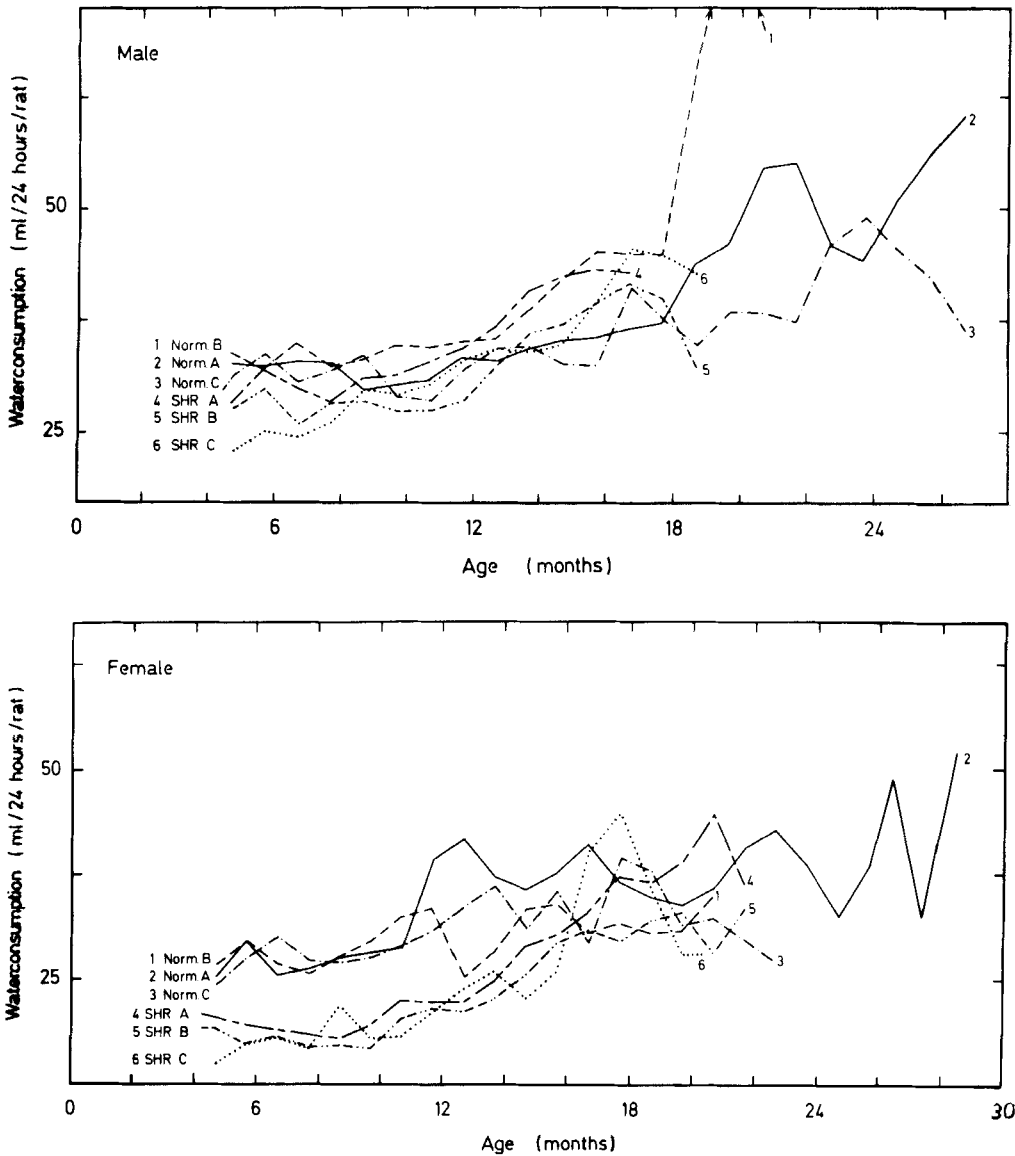 Male
Waterconsumption (ml/24 hours/rat)
50
25
1 Norm. B
2 Norm. A
3 Norm. C
4 SHR A
5 SHR B
6 SHR C
1
2
3
4
5
6
0 6 12 18 24
Age (months)
Female
Waterconsumption (ml/24 hours/rat)
50
25
1 Norm. B
2 Norm. A
3 Norm. C
4 SHR A
5 SHR B
6 SHR C
2
4
1
5
6
3
0 6 12 18 24 30
Age (months)